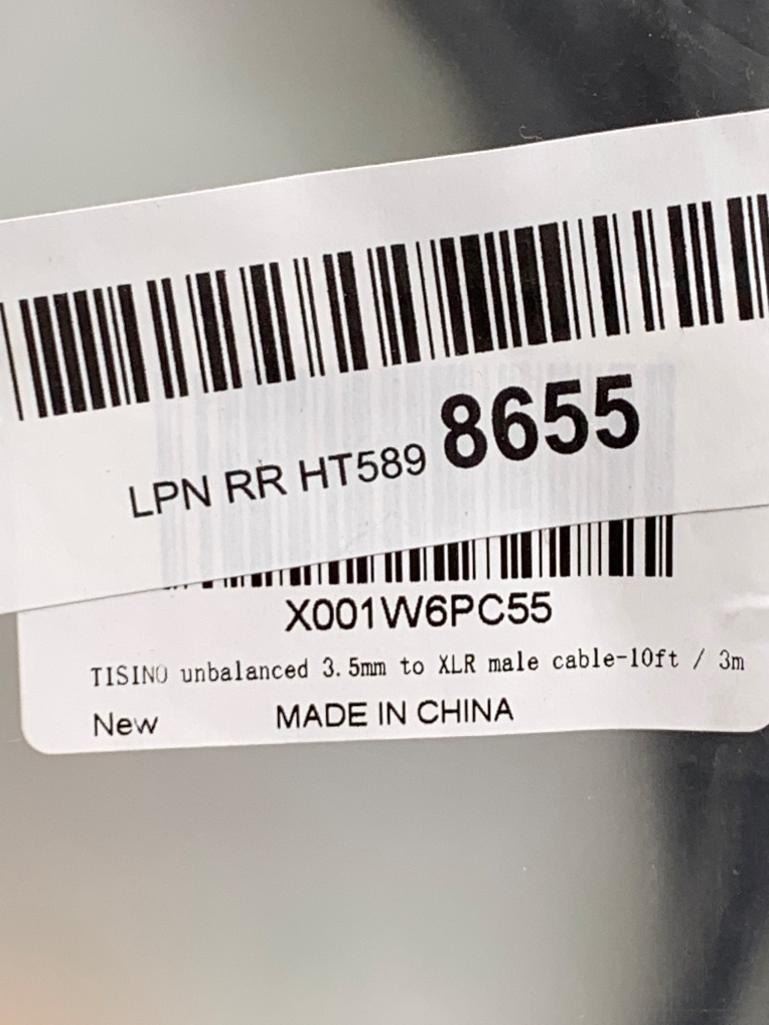 LPN RR HT589 8655
X001W6PC55
TISINO unbalanced 3.5mm to XLR male cable-10ft / 3m
New MADE IN CHINA